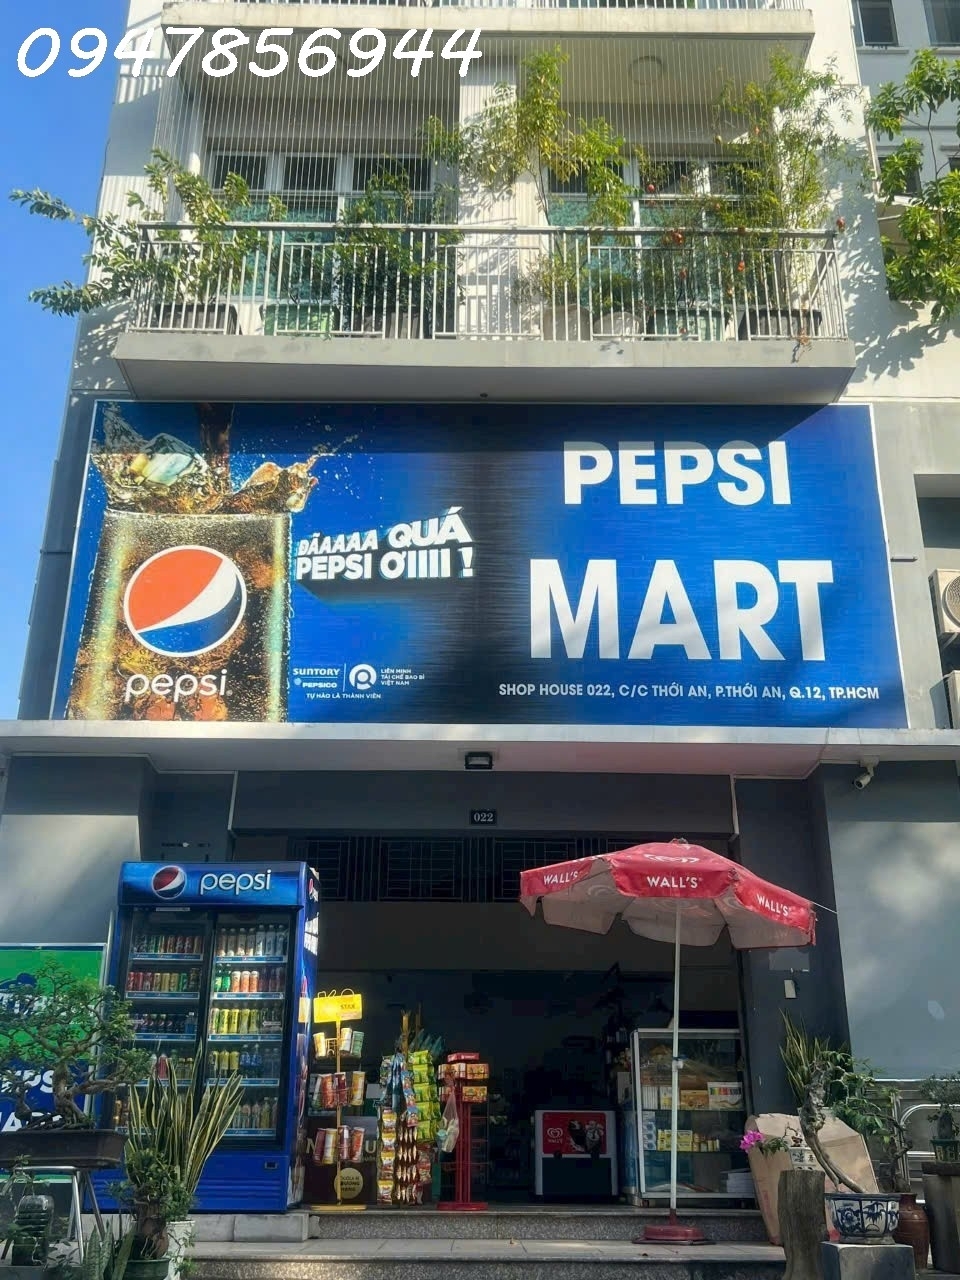 0947856944
PEPSI
MART
ĐÃAAAA QUÁ
PEPSI ƠIIII !
pepsi
SUNTORY
PEPSICO
TỰ HÀO LÀ THÀNH VIÊN
LIÊN MINH
TÁI CHẾ BAO BÌ
VIỆT NAM
SHOP HOUSE 022, C/C THỚI AN, P.THỚI AN, Q.12, TP.HCM
022
pepsi
WALL'S
WALL'S
WALL'S
WALL'S